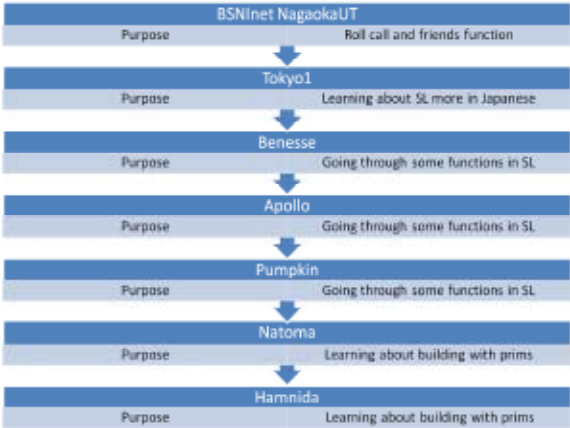 BSNInet NagaokaUT
Purpose Roll call and friends function
Tokyo1
Purpose Learning about SL more in Japanese
Benesse
Purpose Going through some functions in SL
Apollo
Purpose Going through some functions in SL
Pumpkin
Purpose Going through some functions in SL
Natoma
Purpose Learning about building with prims
Hamnida
Purpose Learning about building with prims